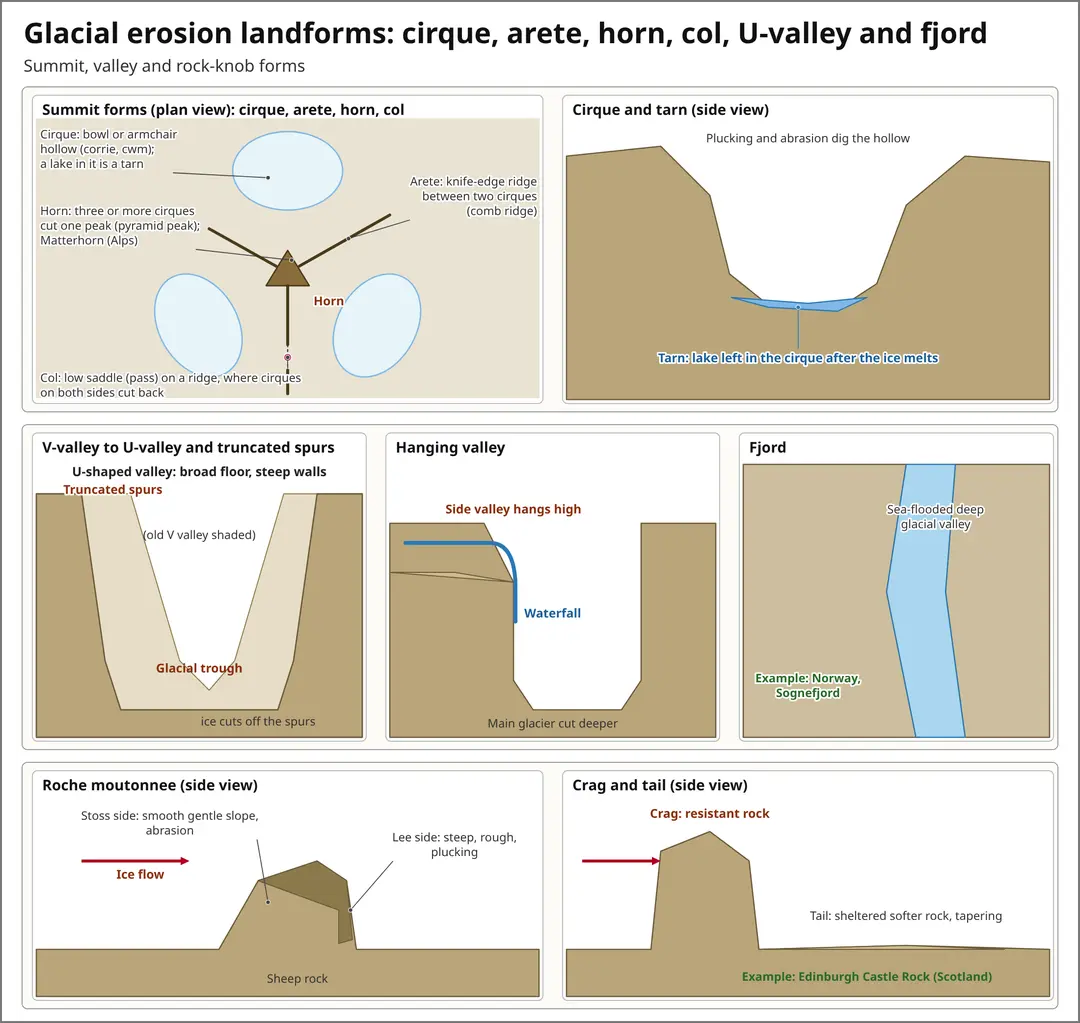 Glacial erosion landforms: cirque, arete, horn, col, U-valley and fjord
Summit, valley and rock-knob forms
Summit forms (plan view): cirque, arete, horn, col
Cirque: bowl or armchair
hollow (corrie, cwm);
a lake in it is a tarn
Arete: knife-edge ridge
between two cirques
(comb ridge)
Horn: three or more cirques
cut one peak (pyramid peak);
Matterhorn (Alps)
Horn
Col: low saddle (pass) on a ridge, where cirques
on both sides cut back
Cirque and tarn (side view)
Plucking and abrasion dig the hollow
Tarn: lake left in the cirque after the ice melts
V-valley to U-valley and truncated spurs
U-shaped valley: broad floor, steep walls
Truncated spurs
(old V valley shaded)
Glacial trough
ice cuts off the spurs
Hanging valley
Side valley hangs high
Waterfall
Main glacier cut deeper
Fjord
Sea-flooded deep
glacial valley
Example: Norway,
Sognefjord
Roche moutonnee (side view)
Stoss side: smooth gentle slope,
abrasion
Lee side: steep, rough,
plucking
Ice flow
Sheep rock
Crag and tail (side view)
Crag: resistant rock
Tail: sheltered softer rock, tapering
Example: Edinburgh Castle Rock (Scotland)